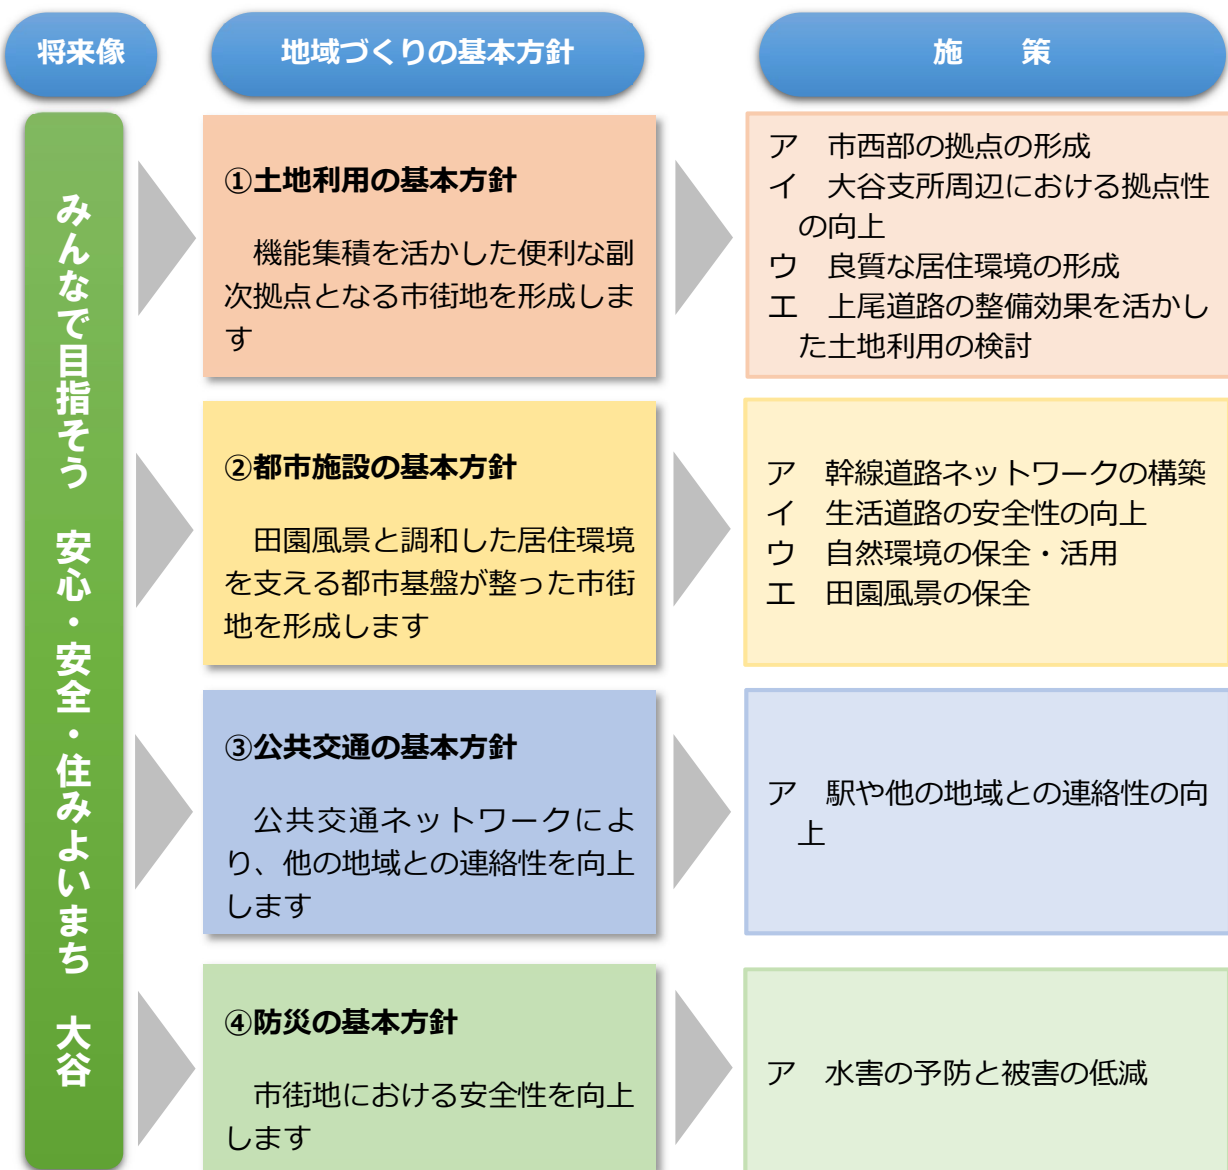 将来像
地域づくりの基本方針
施　　策
みんなで目指そう　安心・安全・住みよいまち　大谷
①土地利用の基本方針
　機能集積を活かした便利な副
次拠点となる市街地を形成しま
す
ア　市西部の拠点の形成
イ　大谷支所周辺における拠点性
の向上
ウ　良質な居住環境の形成
エ　上尾道路の整備効果を活かし
た土地利用の検討
②都市施設の基本方針
　田園風景と調和した居住環境
を支える都市基盤が整った市街
地を形成します
ア　幹線道路ネットワークの構築
イ　生活道路の安全性の向上
ウ　自然環境の保全・活用
エ　田園風景の保全
③公共交通の基本方針
　公共交通ネットワークによ
り、他の地域との連絡性を向上
します
ア　駅や他の地域との連絡性の向
上
④防災の基本方針
　市街地における安全性を向上
します
ア　水害の予防と被害の低減